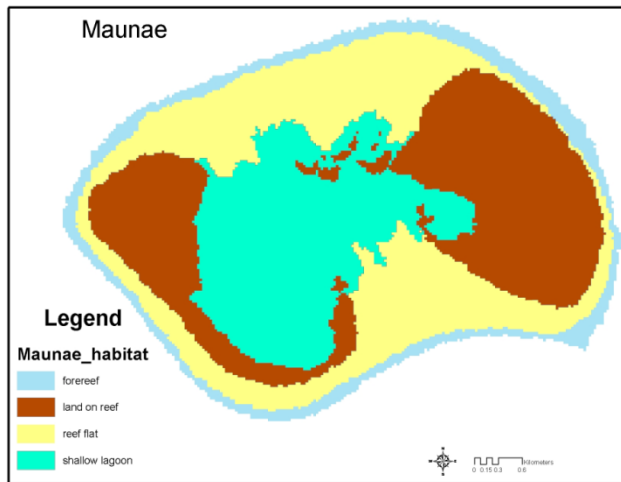 Maunae
Legend
Maunae_habitat
forereef
land on reef
reef flat
shallow lagoon
Kilometers
0 0.15 0.3 0.6